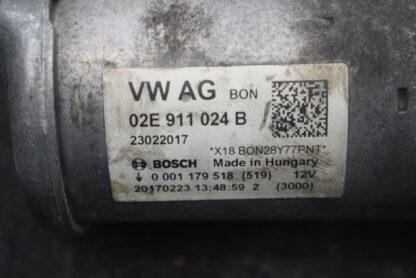 VW AG BON
02E 911 024 B
23022017
*X18 BON28Y77PNT*
BOSCH Made in Hungary
0 001 179 518 (519) 12V
20170223 13:48:59 2 (3000)